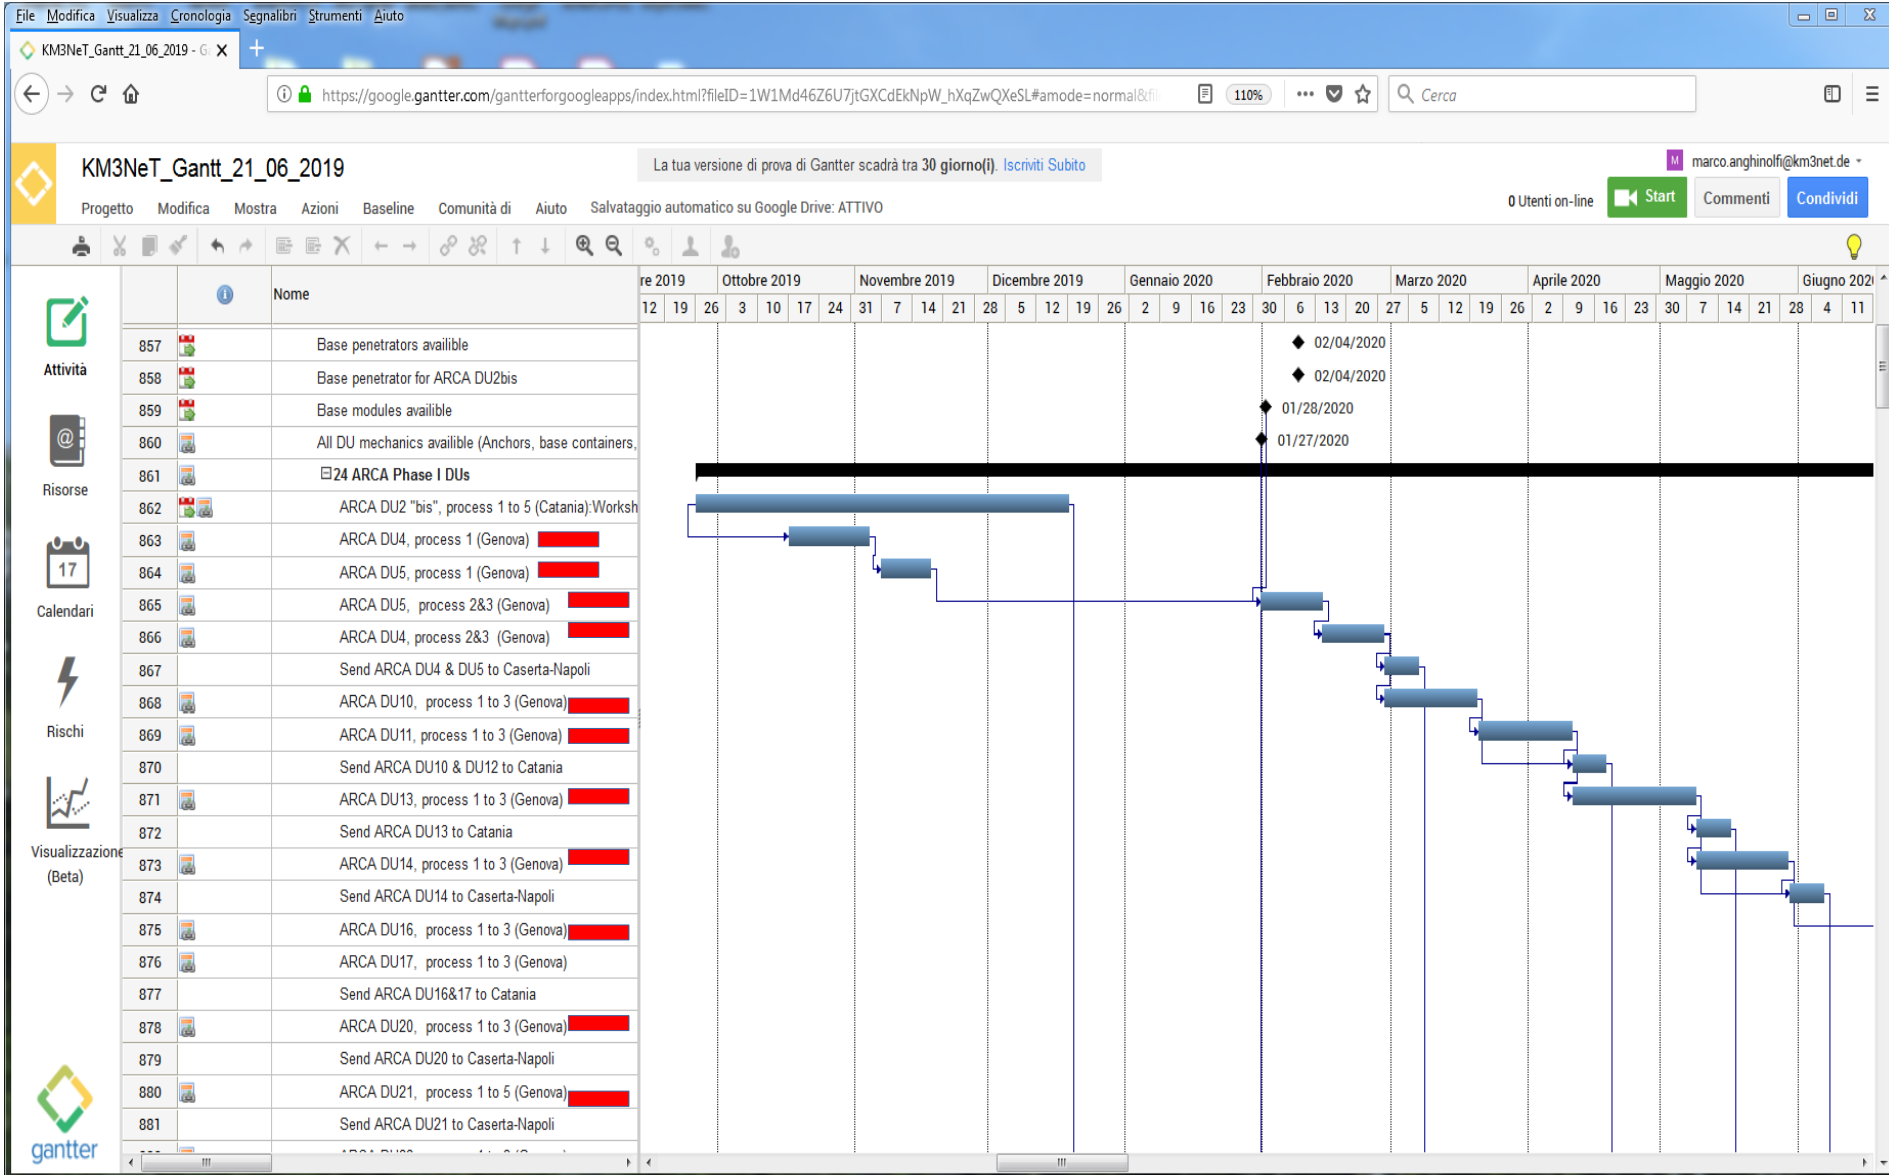 File Modifica Visualizza Cronologia Segnalibri Strumenti Aiuto
KM3NeT_Gantt_21_06_2019 - G
https://google.gantter.com/gantterforgoogleapps/index.html?fileID=1W1Md46Z6U7jtGXCdEkNpW_hXqZwQXeSL#amode=normal&fil
110%
Cerca
KM3NeT_Gantt_21_06_2019
La tua versione di prova di Gantter scadrà tra 30 giorno(i). Iscriviti Subito
M marco.anghinolfi@km3net.de
Progetto Modifica Mostra Azioni Baseline Comunità di Aiuto Salvataggio automatico su Google Drive: ATTIVO
0 Utenti on-line Start Commenti Condividi
Nome
re 2019 Ottobre 2019 Novembre 2019 Dicembre 2019 Gennaio 2020 Febbraio 2020 Marzo 2020 Aprile 2020 Maggio 2020 Giugno 202
12 19 26 3 10 17 24 31 7 14 21 28 5 12 19 26 2 9 16 23 30 6 13 20 27 5 12 19 26 2 9 16 23 30 7 14 21 28 4 11
Attività
@
Risorse
17
Calendari
Rischi
Visualizzazione
(Beta)
gantter
857 Base penetrators availible 02/04/2020
858 Base penetrator for ARCA DU2bis 02/04/2020
859 Base modules availible 01/28/2020
860 All DU mechanics availible (Anchors, base containers, 01/27/2020
861 24 ARCA Phase I DUs
862 ARCA DU2 "bis", process 1 to 5 (Catania):Worksh
863 ARCA DU4, process 1 (Genova)
864 ARCA DU5, process 1 (Genova)
865 ARCA DU5, process 2&3 (Genova)
866 ARCA DU4, process 2&3 (Genova)
867 Send ARCA DU4 & DU5 to Caserta-Napoli
868 ARCA DU10, process 1 to 3 (Genova)
869 ARCA DU11, process 1 to 3 (Genova)
870 Send ARCA DU10 & DU12 to Catania
871 ARCA DU13, process 1 to 3 (Genova)
872 Send ARCA DU13 to Catania
873 ARCA DU14, process 1 to 3 (Genova)
874 Send ARCA DU14 to Caserta-Napoli
875 ARCA DU16, process 1 to 3 (Genova)
876 ARCA DU17, process 1 to 3 (Genova)
877 Send ARCA DU16&17 to Catania
878 ARCA DU20, process 1 to 3 (Genova)
879 Send ARCA DU20 to Caserta-Napoli
880 ARCA DU21, process 1 to 5 (Genova)
881 Send ARCA DU21 to Caserta-Napoli